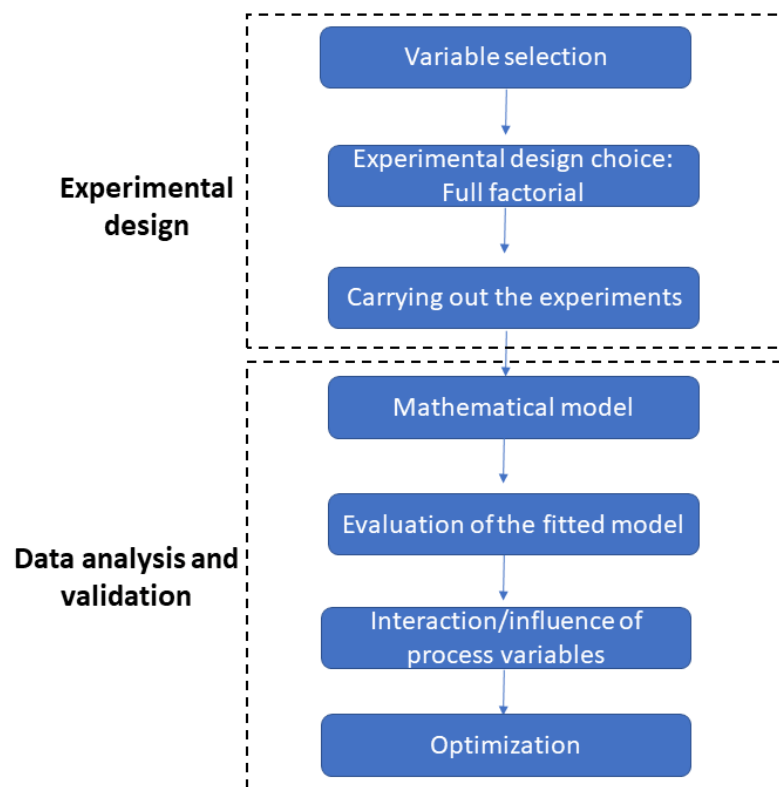 Variable selection
Experimental design choice:
Full factorial
Experimental
design
Carrying out the experiments
Mathematical model
Evaluation of the fitted model
Data analysis and
validation
Interaction/influence of
process variables
Optimization